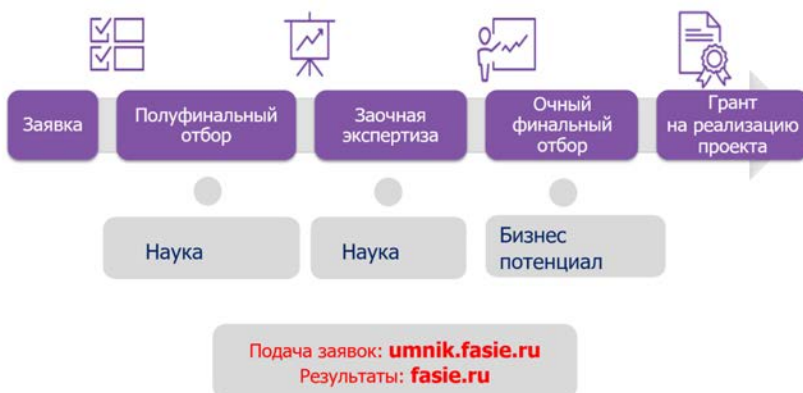 Заявка
Полуфинальный
отбор
Заочная
экспертиза
Очный
финальный
отбор
Грант
на реализацию
проекта
Наука
Наука
Бизнес
потенциал
Подача заявок: umnik.fasie.ru
Результаты: fasie.ru